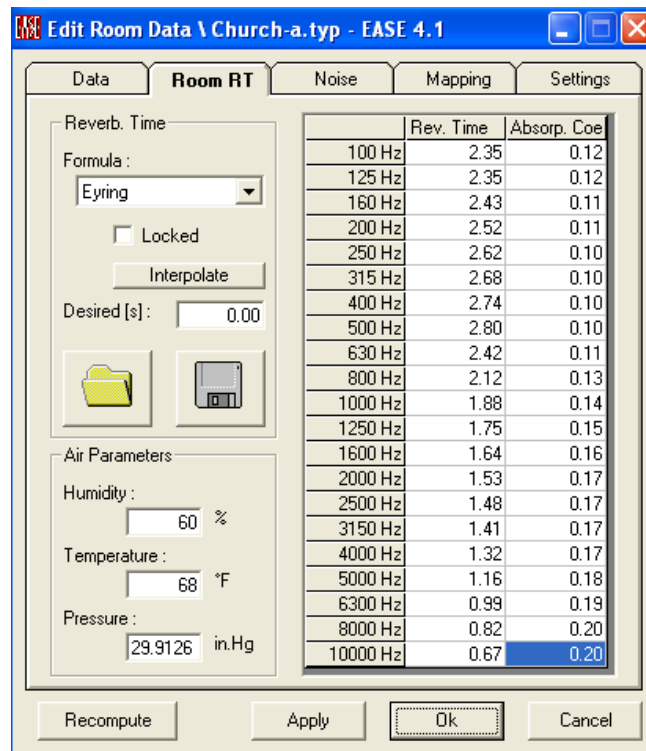 EASE Edit Room Data \ Church-a.typ - EASE 4.1
Data Room RT Noise Mapping Settings
Reverb. Time
Formula :
Eyring
Locked
Interpolate
Desired [s] : 0.00
Air Parameters
Humidity :
60 %
Temperature :
68 °F
Pressure :
29.9126 in.Hg
Rev. Time Absorp. Coe
100 Hz 2.35 0.12
125 Hz 2.35 0.12
160 Hz 2.43 0.11
200 Hz 2.52 0.11
250 Hz 2.62 0.10
315 Hz 2.68 0.10
400 Hz 2.74 0.10
500 Hz 2.80 0.10
630 Hz 2.42 0.11
800 Hz 2.12 0.13
1000 Hz 1.88 0.14
1250 Hz 1.75 0.15
1600 Hz 1.64 0.16
2000 Hz 1.53 0.17
2500 Hz 1.48 0.17
3150 Hz 1.41 0.17
4000 Hz 1.32 0.17
5000 Hz 1.16 0.18
6300 Hz 0.99 0.19
8000 Hz 0.82 0.20
10000 Hz 0.67 0.20
Recompute Apply Ok Cancel